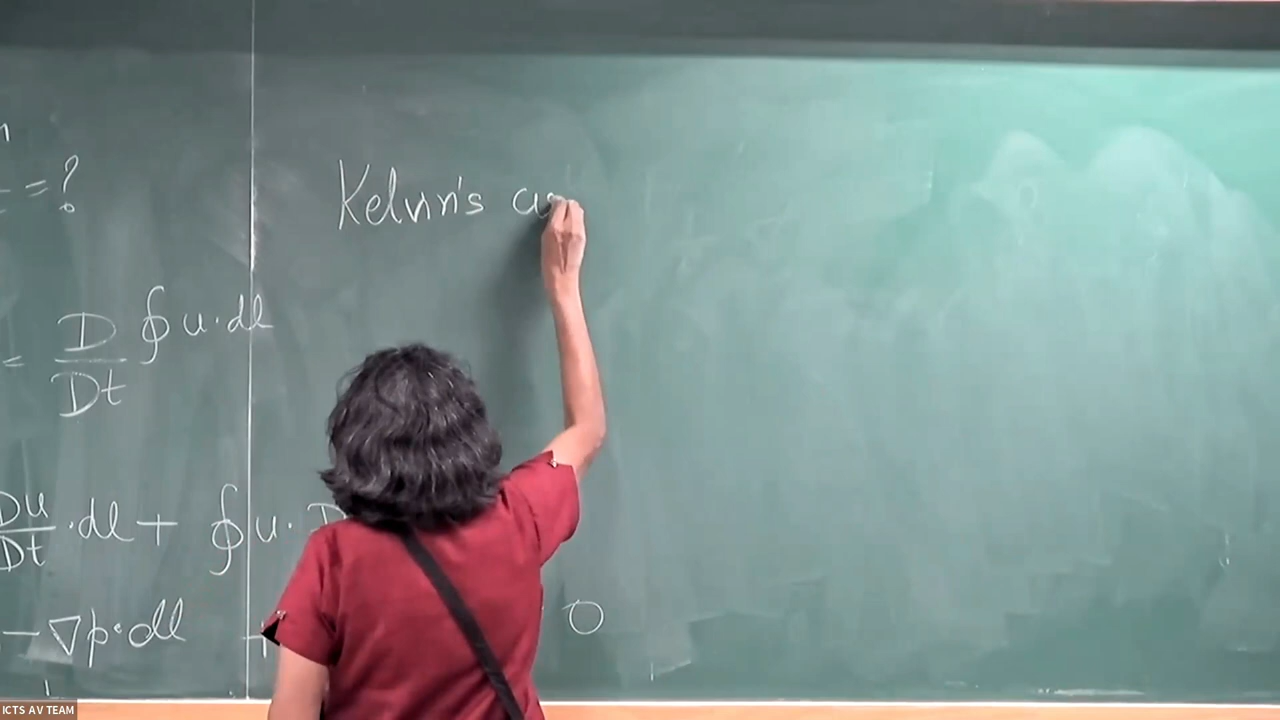 = ?
Kelvin's
= D/Dt ∮ u·dl
Du/Dt ·dl + ∮ u·
- ∇p·dl + 0
ICTS AV TEAM